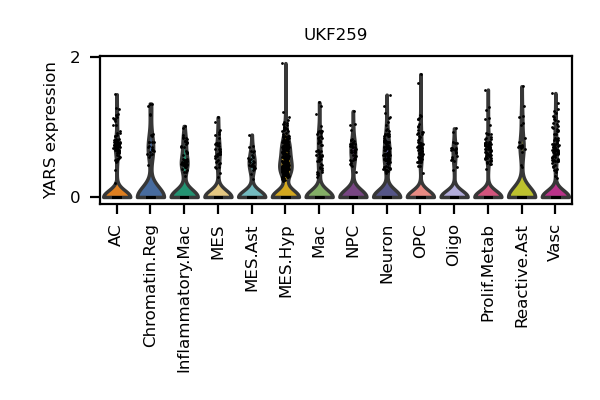 UKF259
YARS expression
2
0
AC
Chromatin.Reg
Inflammatory.Mac
MES
MES.Ast
MES.Hyp
Mac
NPC
Neuron
OPC
Oligo
Prolif.Metab
Reactive.Ast
Vasc